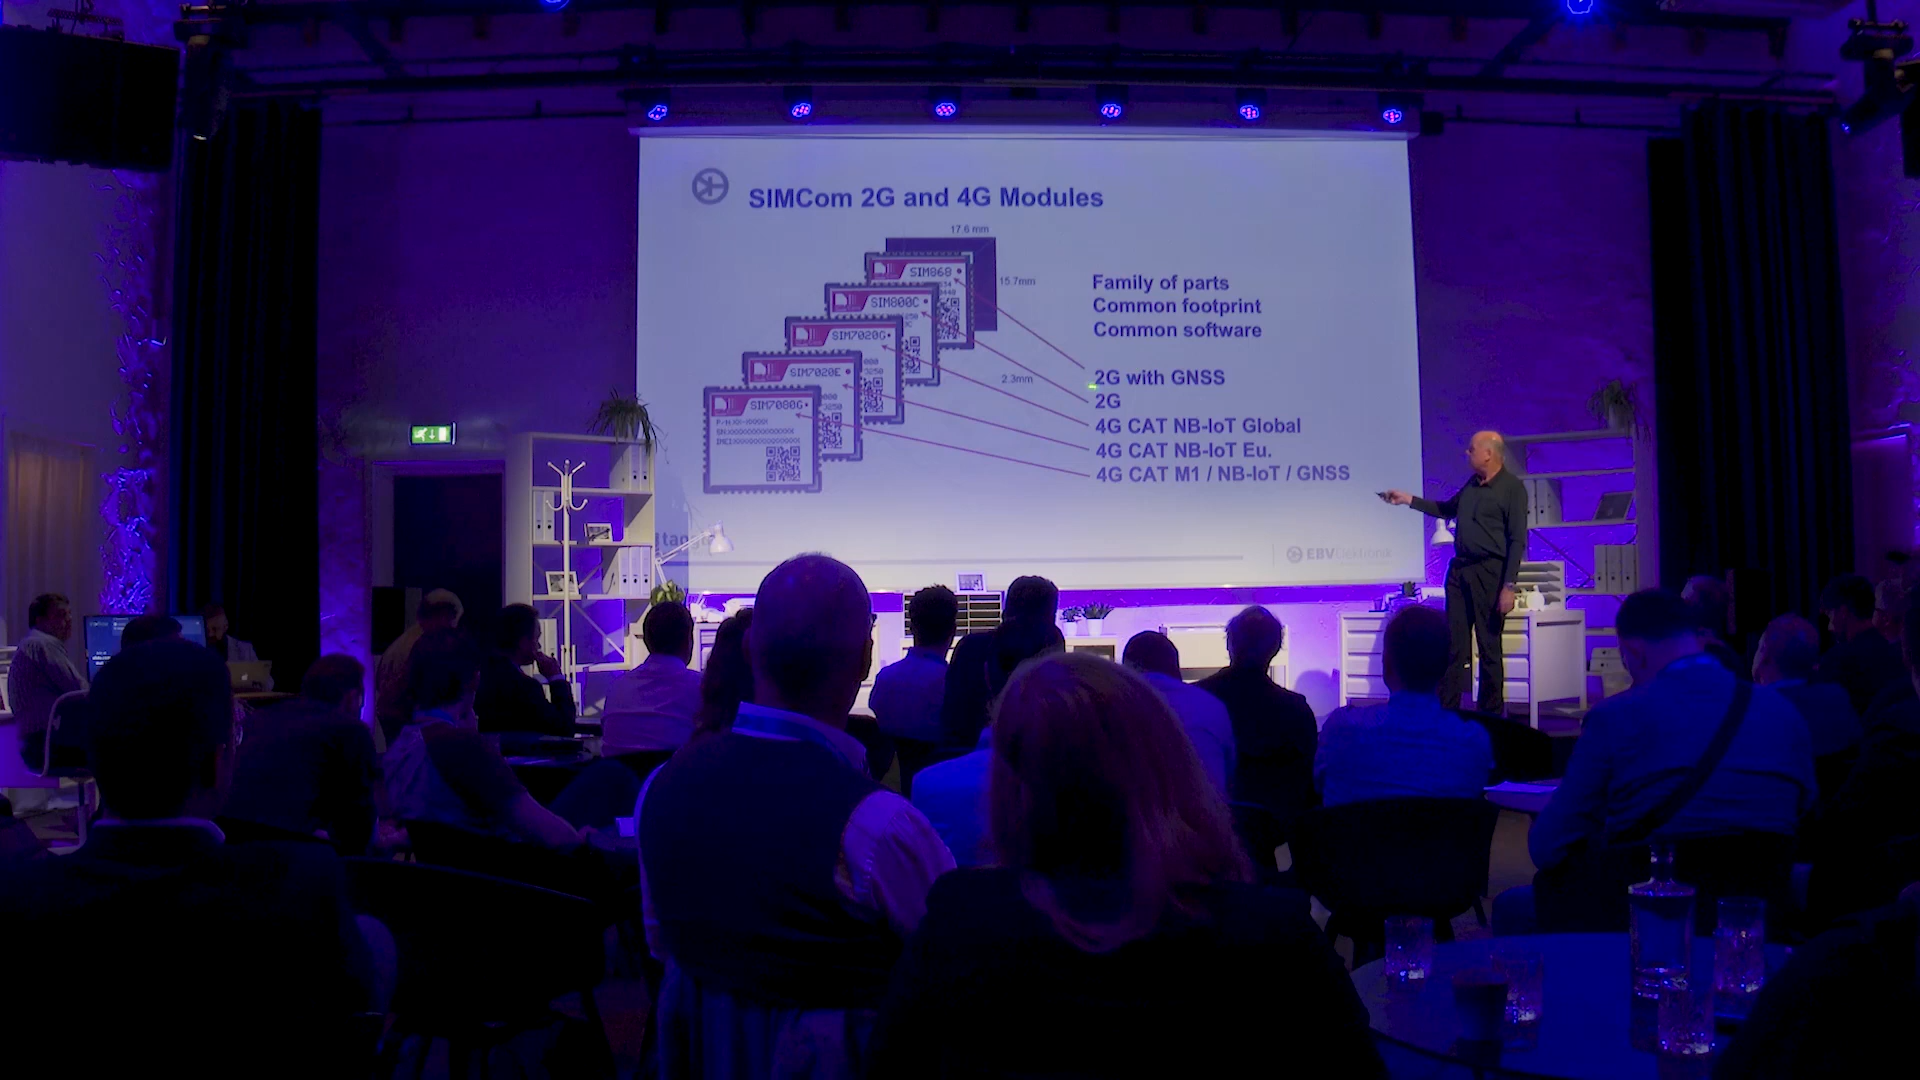 SIMCom 2G and 4G Modules
17.6 mm
15.7mm
2.3mm
SIM868
SIM800C
SIM7020G
SIM7020E
SIM7080G
Family of parts
Common footprint
Common software
2G with GNSS
2G
4G CAT NB-IoT Global
4G CAT NB-IoT Eu.
4G CAT M1 / NB-IoT / GNSS
EBV Elektronik